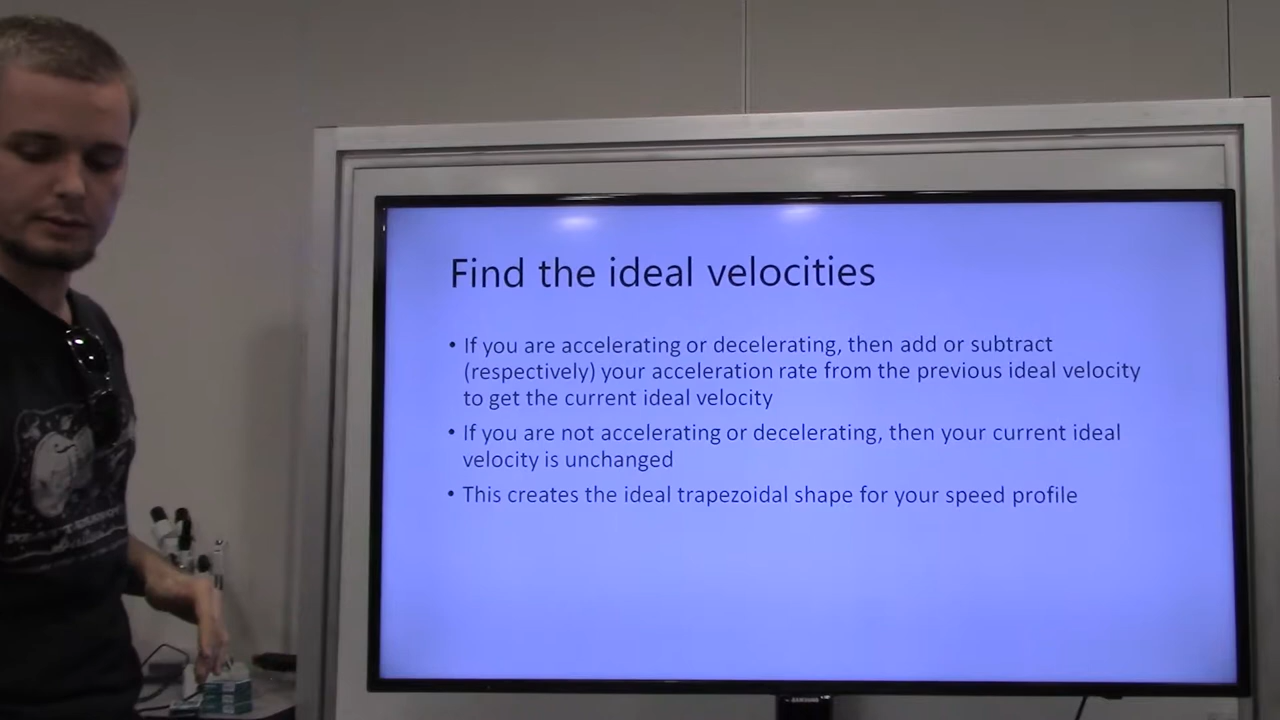 Find the ideal velocities
• If you are accelerating or decelerating, then add or subtract
(respectively) your acceleration rate from the previous ideal velocity
to get the current ideal velocity
• If you are not accelerating or decelerating, then your current ideal
velocity is unchanged
• This creates the ideal trapezoidal shape for your speed profile
SAMSUNG